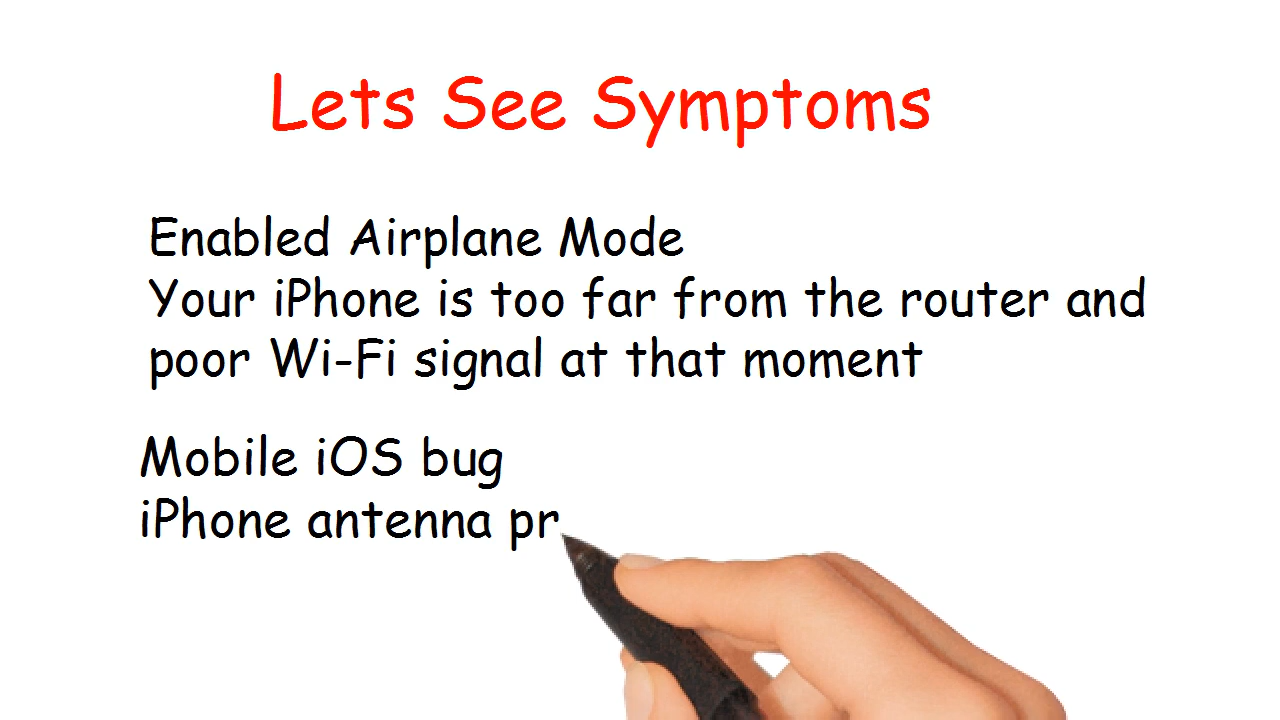 Lets See Symptoms
Enabled Airplane Mode
Your iPhone is too far from the router and
poor Wi-Fi signal at that moment
Mobile iOS bug
iPhone antenna pr